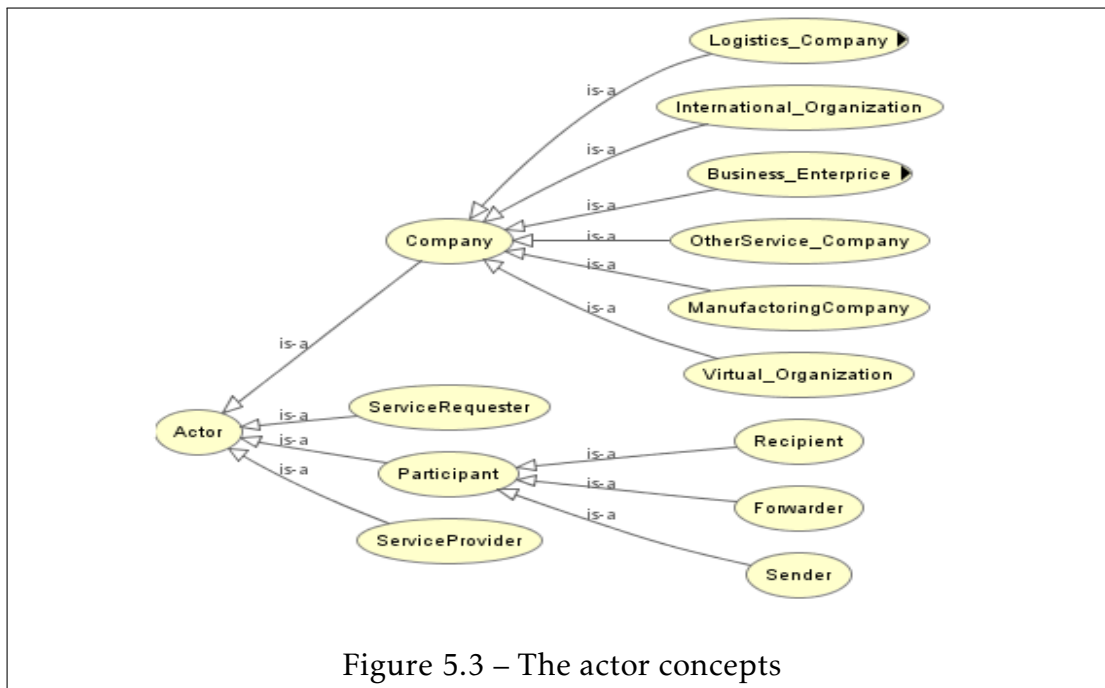 Logistics_Company
is-a
International_Organization
is-a
Business_Enterprice
is-a
Company
is-a
OtherService_Company
is-a
ManufactoringCompany
is-a
Virtual_Organization
is-a
ServiceRequester
is-a
Actor
is-a
Participant
is-a
Recipient
is-a
Forwarder
is-a
ServiceProvider
is-a
Sender
is-a
Figure 5.3 – The actor concepts